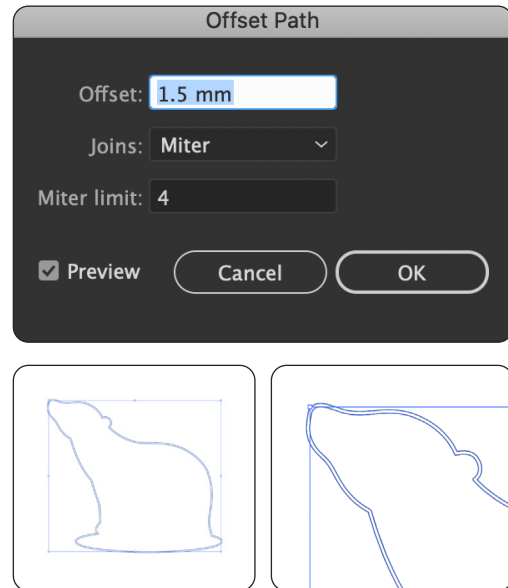 Offset Path
Offset: 1.5 mm
Joins: Miter
Miter limit: 4
Preview Cancel OK